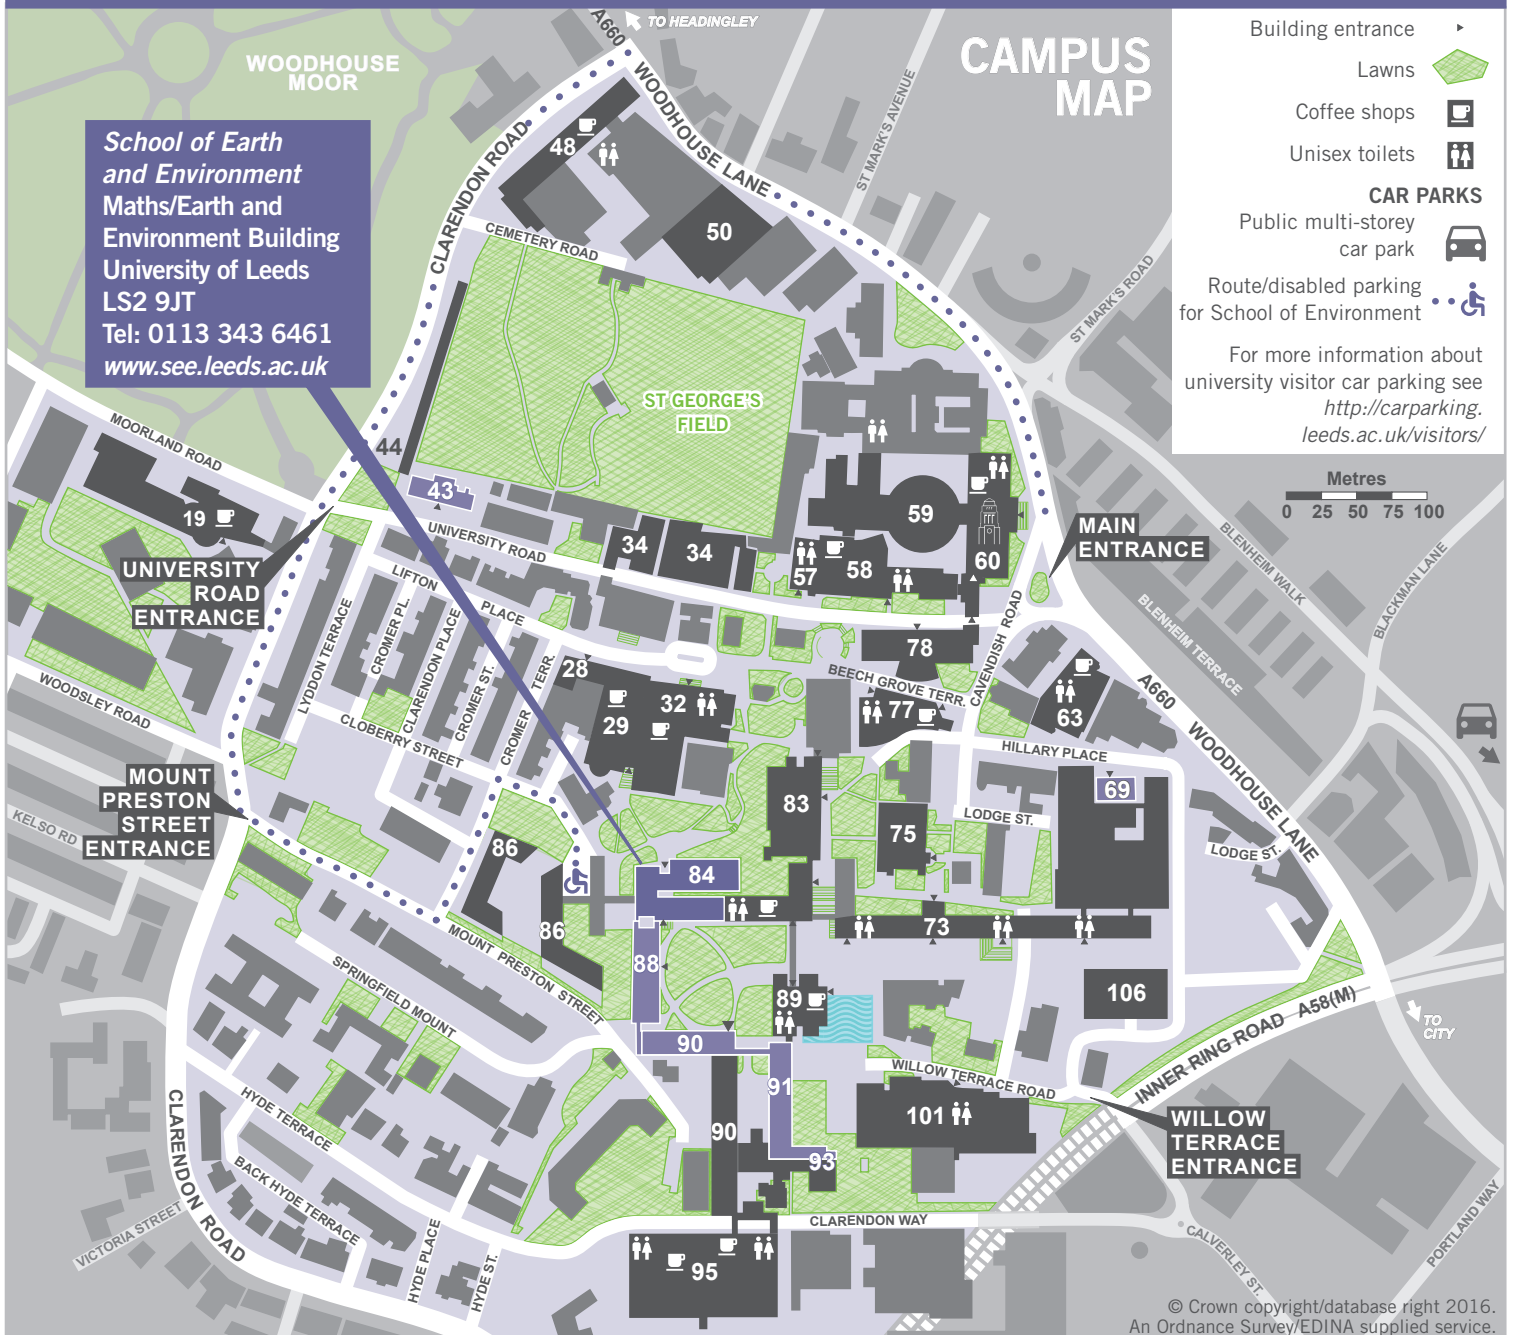 A660
TO HEADINGLEY
WOODHOUSE
MOOR
CAMPUS
MAP
Building entrance
Lawns
Coffee shops
Unisex toilets
CAR PARKS
Public multi-storey
car park
Route/disabled parking
for School of Environment
For more information about
university visitor car parking see
http://carparking.
leeds.ac.uk/visitors/
Metres
0 25 50 75 100
School of Earth
and Environment
Maths/Earth and
Environment Building
University of Leeds
LS2 9JT
Tel: 0113 343 6461
www.see.leeds.ac.uk
WOODHOUSE LANE
ST MARK'S AVENUE
CLARENDON ROAD
48
50
CEMETERY ROAD
ST MARK'S ROAD
ST GEORGE'S
FIELD
MOORLAND ROAD
44
43
19
UNIVERSITY
ROAD
ENTRANCE
UNIVERSITY ROAD
34
34
57
58
59
60
MAIN
ENTRANCE
BLENHEIM WALK
BLACKMAN LANE
BLENHEIM TERRACE
LIFTON
PLACE
LYDDON TERRACE
CROMER PL.
CLARENDON PLACE
CROMER ST.
CROMER
TERR.
28
29
32
78
BEECH GROVE TERR.
CAVENDISH ROAD
77
63
A660
WOODHOUSE LANE
WOODSLEY ROAD
CLOBERRY STREET
HILLARY PLACE
MOUNT
PRESTON
STREET
ENTRANCE
KELSO RD
83
75
69
LODGE ST.
LODGE ST.
86
84
86
73
88
MOUNT PRESTON STREET
SPRINGFIELD MOUNT
89
106
90
91
WILLOW TERRACE ROAD
INNER RING ROAD A58(M)
TO
CITY
101
WILLOW
TERRACE
ENTRANCE
90
93
HYDE TERRACE
BACK HYDE TERRACE
CLARENDON ROAD
VICTORIA STREET
HYDE PLACE
HYDE ST.
CLARENDON WAY
95
CALVERLEY ST.
PORTLAND WAY
© Crown copyright/database right 2016.
An Ordnance Survey/EDINA supplied service.